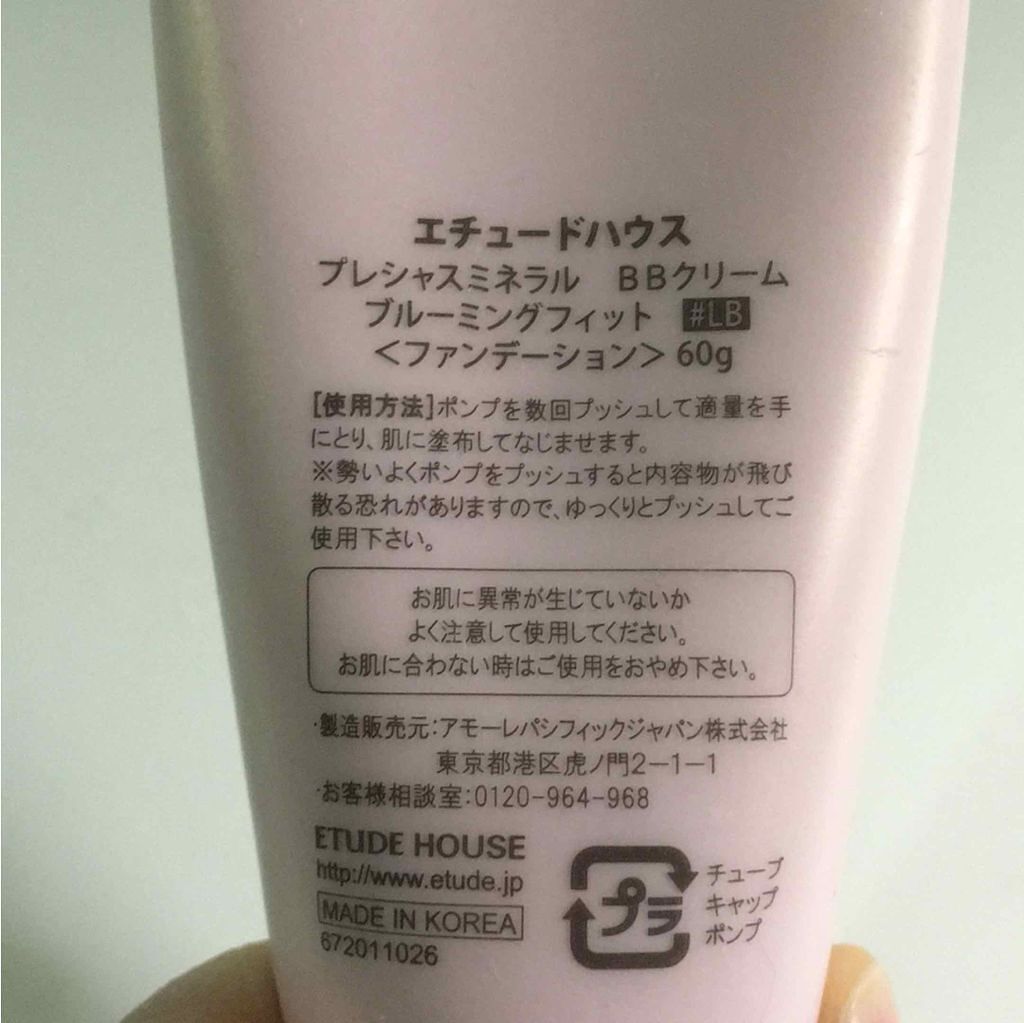 エチュードハウス
プレシャスミネラル　BBクリーム
ブルーミングフィット　#LB
＜ファンデーション＞ 60g
[使用方法]ポンプを数回プッシュして適量を手
にとり、肌に塗布してなじませます。
※勢いよくポンプをプッシュすると内容物が飛び
散る恐れがありますので、ゆっくりとプッシュしてご
使用下さい。
お肌に異常が生じていないか
よく注意して使用してください。
お肌に合わない時はご使用をおやめ下さい。
・製造販売元：アモーレパシフィックジャパン株式会社
東京都港区虎ノ門2−1−1
・お客様相談室：0120-964-968
ETUDE HOUSE
http://www.etude.jp
MADE IN KOREA
672011026
プラ
チューブ
キャップ
ポンプ